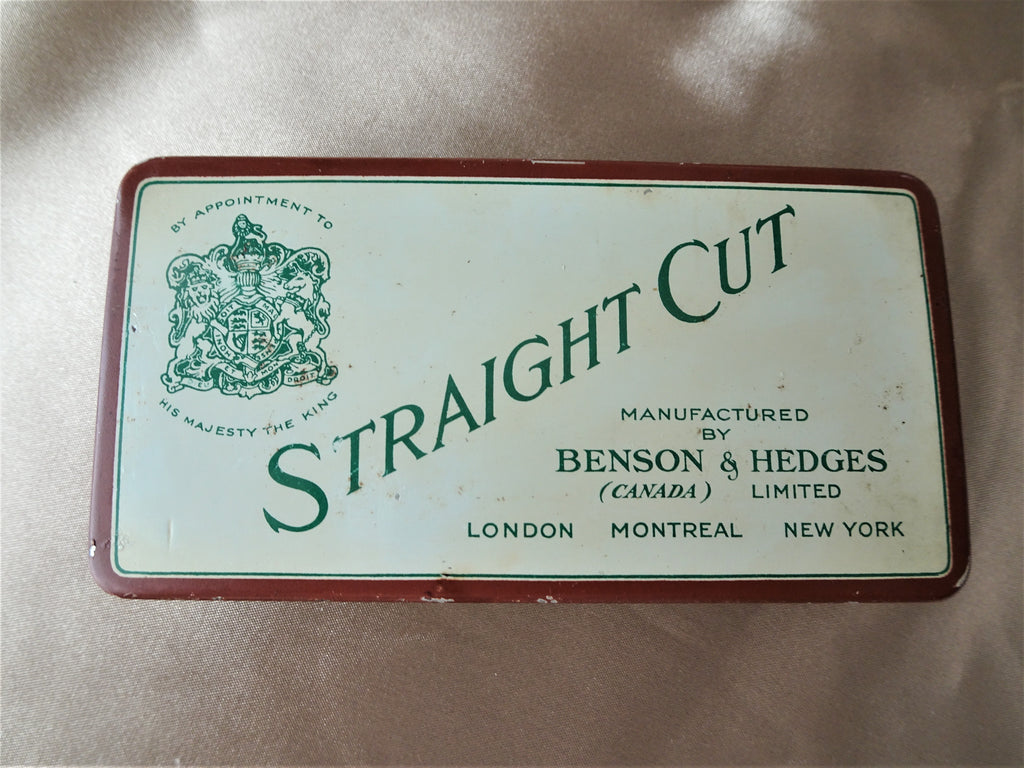 BY APPOINTMENT TO
DROIT
HIS MAJESTY THE KING
STRAIGHT CUT
MANUFACTURED
BY
BENSON & HEDGES
(CANADA) LIMITED
LONDON MONTREAL NEW YORK